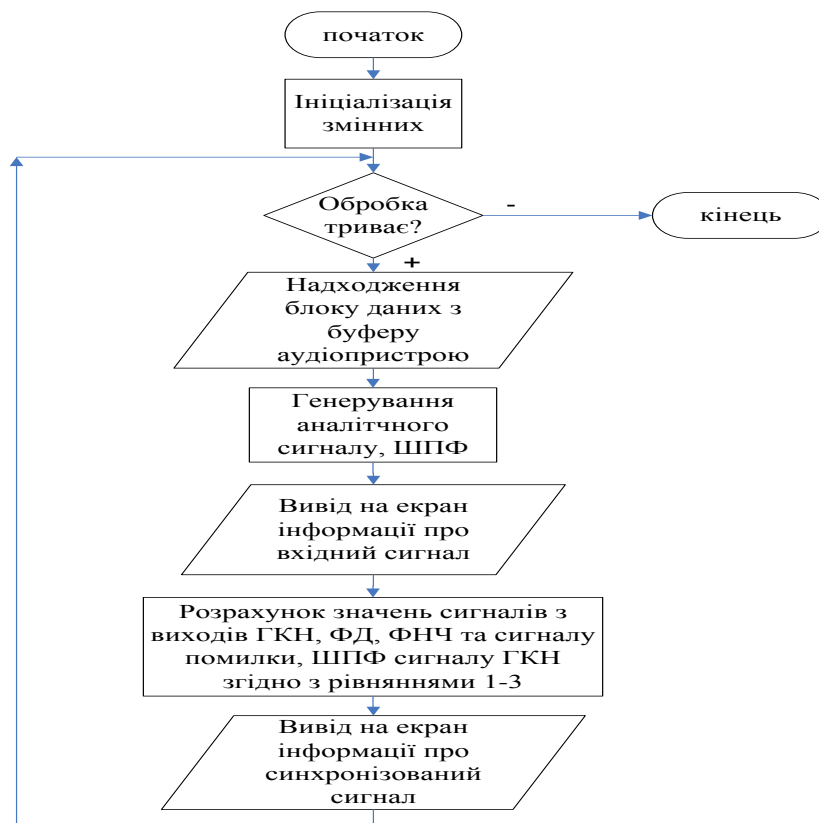 початок
Ініціалізація
змінних
Обробка
триває?
-
кінець
+
Надходження
блоку даних з
буферу
аудіопристрою
Генерування
аналітчного
сигналу, ШПФ
Вивід на екран
інформації про
вхідний сигнал
Розрахунок значень сигналів з
виходів ГКН, ФД, ФНЧ та сигналу
помилки, ШПФ сигналу ГКН
згідно з рівняннями 1-3
Вивід на екран
інформації про
синхронізований
сигнал